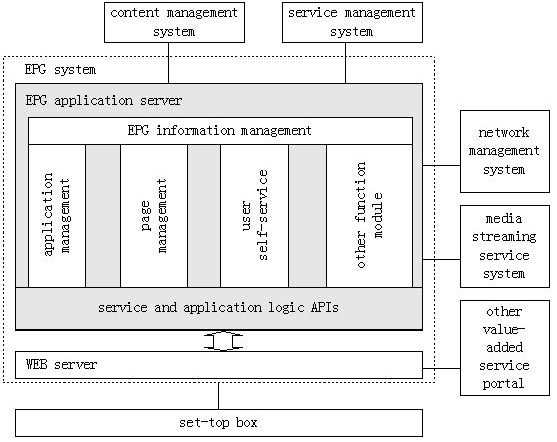 content management
system
service management
system
EPG system
EPG application server
EPG information management
application
management
page
management
user
self-service
other function
module
service and application logic APIs
WEB server
set-top box
network
management
system
media
streaming
service
system
other
value-
added
service
portal